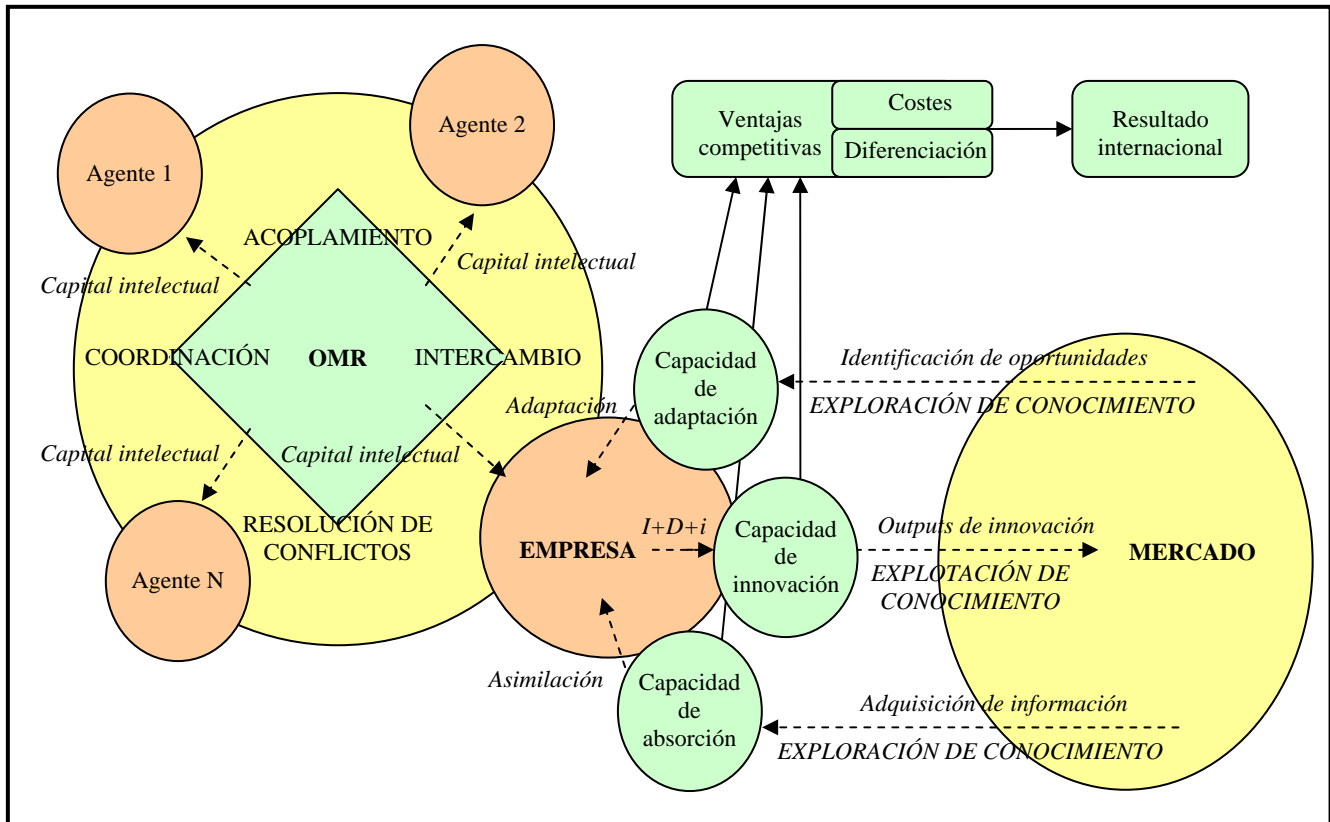 Agente 1
Agente 2
ACOPLAMIENTO
Capital intelectual
Capital intelectual
COORDINACIÓN
OMR
INTERCAMBIO
Capital intelectual
Capital intelectual
RESOLUCIÓN DE
CONFLICTOS
Agente N
Ventajas
competitivas
Costes
Diferenciación
Resultado
internacional
Capacidad
de
adaptación
Adaptación
Identificación de oportunidades
EXPLORACIÓN DE CONOCIMIENTO
EMPRESA
I+D+i
Capacidad
de
innovación
Outputs de innovación
EXPLOTACIÓN DE
CONOCIMIENTO
MERCADO
Asimilación
Capacidad
de
absorción
Adquisición de información
EXPLORACIÓN DE CONOCIMIENTO